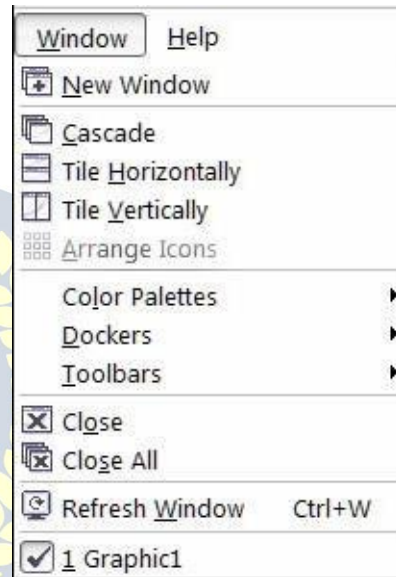 Window Help
New Window
Cascade
Tile Horizontally
Tile Vertically
Arrange Icons
Color Palettes
Dockers
Toolbars
Close
Close All
Refresh Window Ctrl+W
1 Graphic1